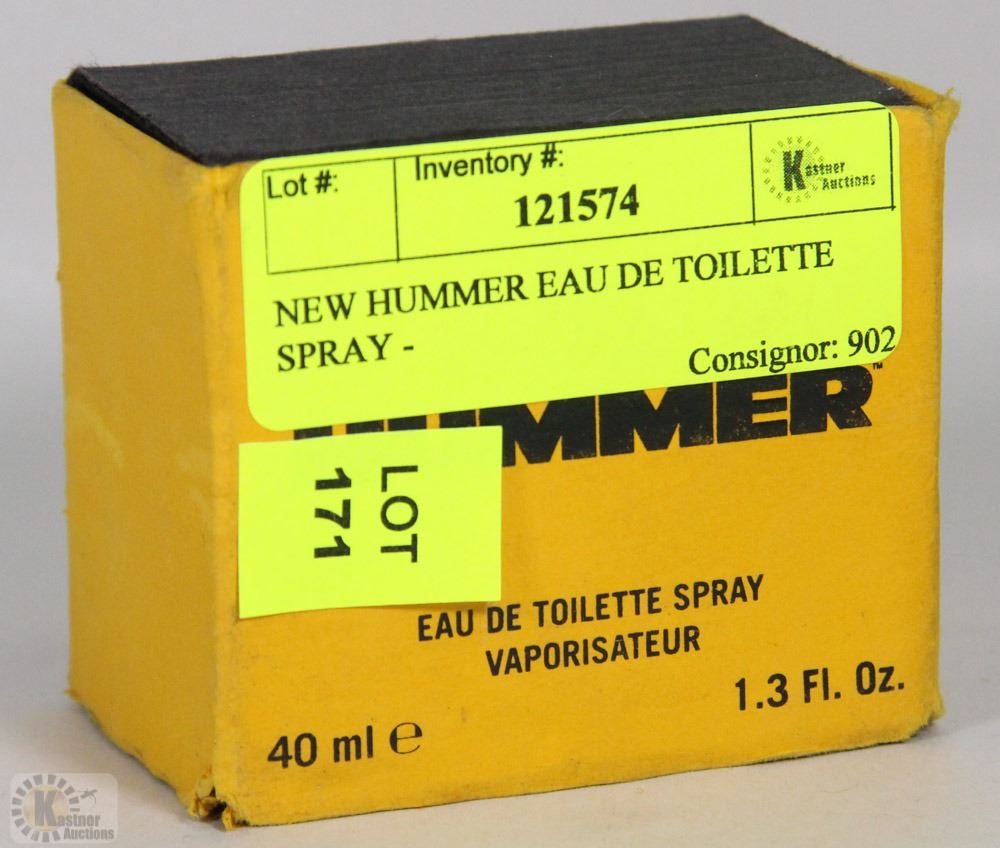 Lot #:
Inventory #:
121574
Kastner
Auctions
NEW HUMMER EAU DE TOILETTE
SPRAY -
Consignor: 902
HUMMER™
LOT
171
EAU DE TOILETTE SPRAY
VAPORISATEUR
1.3 Fl. Oz.
40 ml ℮
Kastner
Auctions